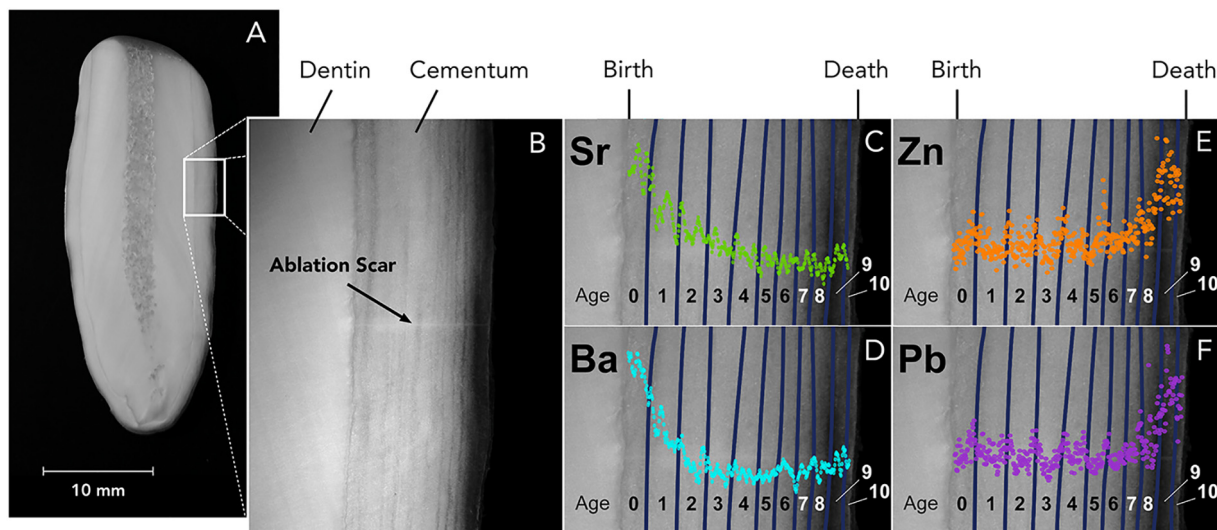 A
10 mm
Dentin
Cementum
B
Ablation Scar
Birth
Death
Sr
C
Age 0 1 2 3 4 5 6 7 8 9 10
Ba
D
Age 0 1 2 3 4 5 6 7 8 9 10
Birth
Death
Zn
E
Age 0 1 2 3 4 5 6 7 8 9 10
Pb
F
Age 0 1 2 3 4 5 6 7 8 9 10